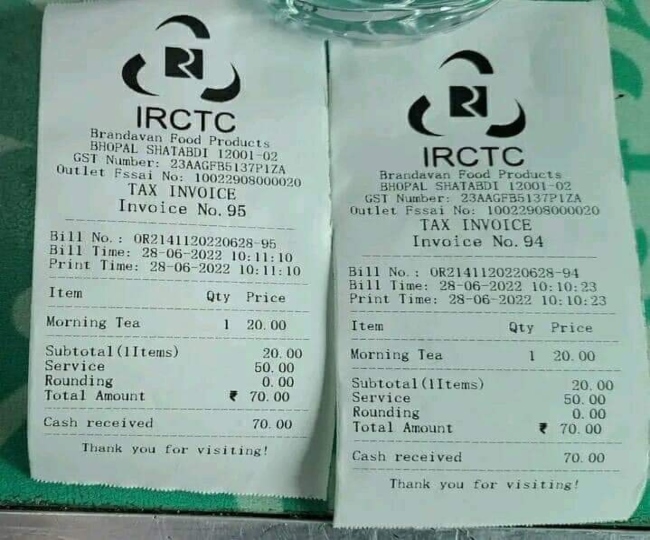 IRCTC
Brandavan Food Products
BHOPAL SHATABDI 12001-02
GST Number: 23AAGFB5137P1ZA
Outlet Fssai No: 10022908000020
TAX INVOICE
Invoice No. 95
Bill No.: OR2141120220628-95
Bill Time: 28-06-2022 10:11:10
Print Time: 28-06-2022 10:11:10
Item Qty Price
Morning Tea 1 20.00
Subtotal(1Items) 20.00
Service 50.00
Rounding 0.00
Total Amount ₹ 70.00
Cash received 70.00
Thank you for visiting!
IRCTC
Brandavan Food Products
BHOPAL SHATABDI 12001-02
GST Number: 23AAGFB5137P1ZA
Outlet Fssai No: 10022908000020
TAX INVOICE
Invoice No. 94
Bill No.: OR2141120220628-94
Bill Time: 28-06-2022 10:10:23
Print Time: 28-06-2022 10:10:23
Item Qty Price
Morning Tea 1 20.00
Subtotal(1Items) 20.00
Service 50.00
Rounding 0.00
Total Amount ₹ 70.00
Cash received 70.00
Thank you for visiting!